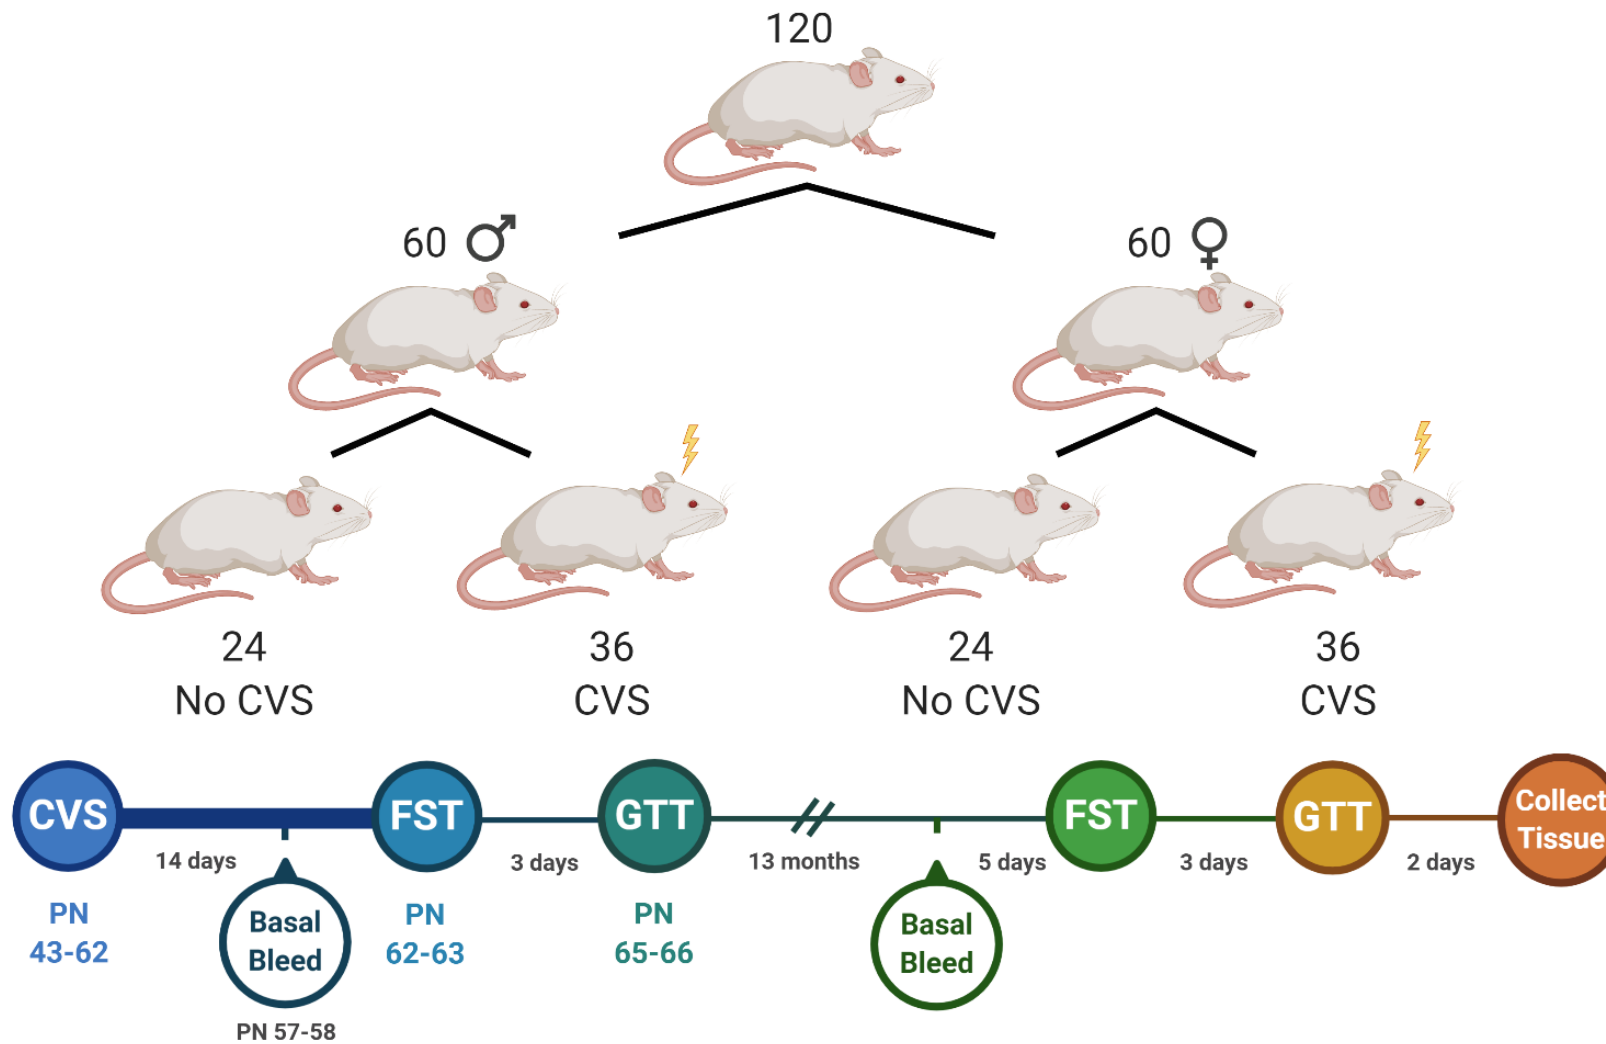 120
60 ♂
60 ♀
24
No CVS
36
CVS
24
No CVS
36
CVS
CVS
FST
GTT
FST
GTT
Collect
Tissue
14 days
3 days
13 months
5 days
3 days
2 days
PN
43-62
Basal
Bleed
PN 57-58
PN
62-63
PN
65-66
Basal
Bleed